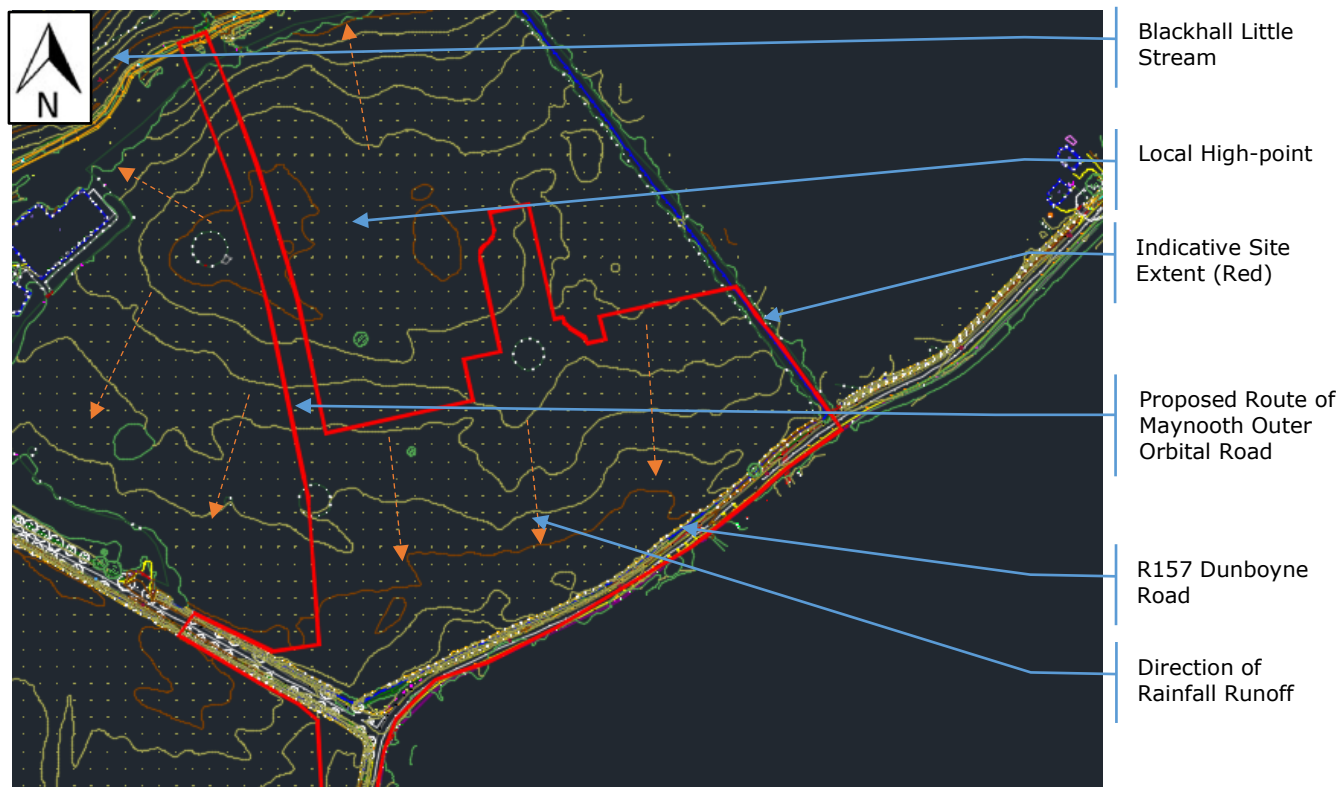 N
Blackhall Little
Stream
Local High-point
Indicative Site
Extent (Red)
Proposed Route of
Maynooth Outer
Orbital Road
R157 Dunboyne
Road
Direction of
Rainfall Runoff